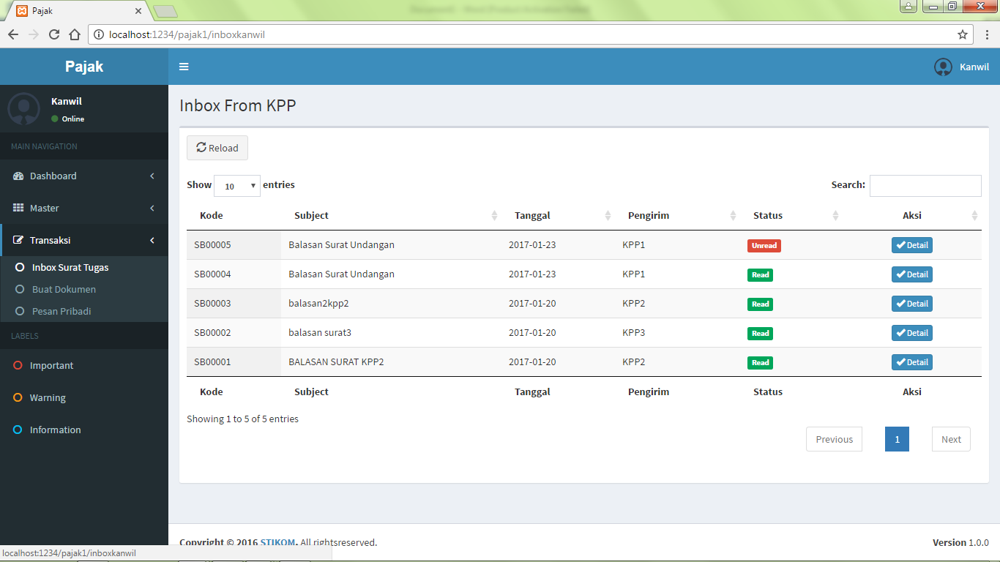 Pajak
localhost:1234/pajak1/inboxkanwil
Pajak
Kanwil
Kanwil
Online
MAIN NAVIGATION
Dashboard
Master
Transaksi
Inbox Surat Tugas
Buat Dokumen
Pesan Pribadi
LABELS
Important
Warning
Information
Inbox From KPP
Reload
Show 10 entries Search:
Kode Subject Tanggal Pengirim Status Aksi
SB00005 Balasan Surat Undangan 2017-01-23 KPP1 Unread Detail
SB00004 Balasan Surat Undangan 2017-01-23 KPP1 Read Detail
SB00003 balasan2kpp2 2017-01-20 KPP2 Read Detail
SB00002 balasan surat3 2017-01-20 KPP3 Read Detail
SB00001 BALASAN SURAT KPP2 2017-01-20 KPP2 Read Detail
Kode Subject Tanggal Pengirim Status Aksi
Showing 1 to 5 of 5 entries
Previous 1 Next
Copyright © 2016 STIKOM. All rightsreserved. Version 1.0.0
localhost:1234/pajak1/inboxkanwil